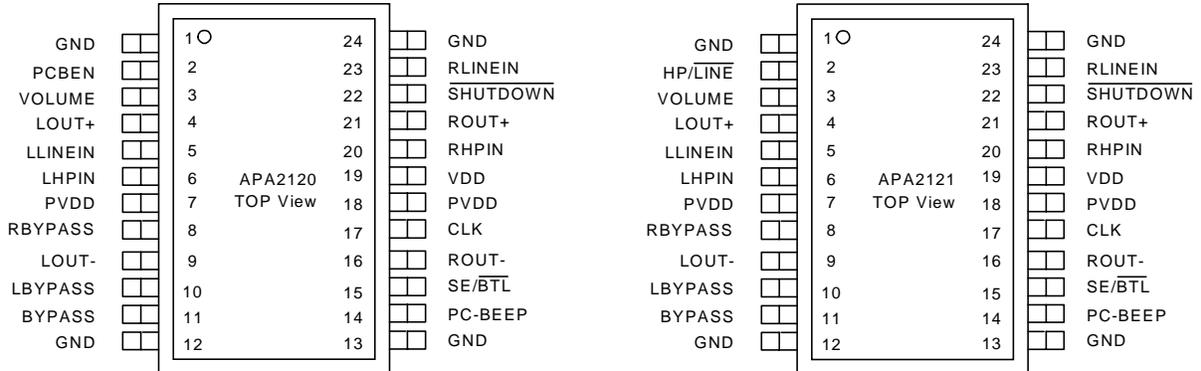 GND 1 24 GND
PCBEN 2 23 RLINEIN
VOLUME 3 22 SHUTDOWN
LOUT+ 4 21 ROUT+
LLINEIN 5 20 RHPIN
LHPIN 6 APA2120 19 VDD
PVDD 7 TOP View 18 PVDD
RBYPASS 8 17 CLK
LOUT- 9 16 ROUT-
LBYPASS 10 15 SE/BTL
BYPASS 11 14 PC-BEEP
GND 12 13 GND
GND 1 24 GND
HP/LINE 2 23 RLINEIN
VOLUME 3 22 SHUTDOWN
LOUT+ 4 21 ROUT+
LLINEIN 5 20 RHPIN
LHPIN 6 APA2121 19 VDD
PVDD 7 TOP View 18 PVDD
RBYPASS 8 17 CLK
LOUT- 9 16 ROUT-
LBYPASS 10 15 SE/BTL
BYPASS 11 14 PC-BEEP
GND 12 13 GND